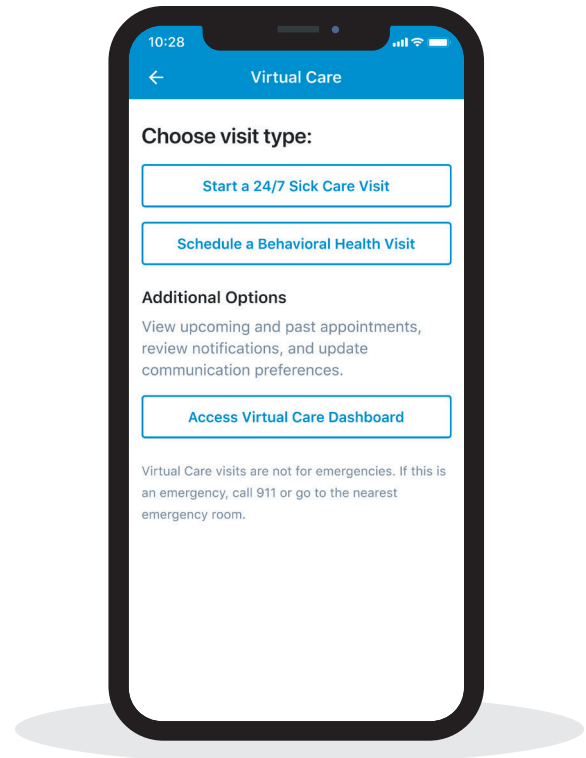 10:28
Virtual Care
Choose visit type:
Start a 24/7 Sick Care Visit
Schedule a Behavioral Health Visit
Additional Options
View upcoming and past appointments,
review notifications, and update
communication preferences.
Access Virtual Care Dashboard
Virtual Care visits are not for emergencies. If this is
an emergency, call 911 or go to the nearest
emergency room.